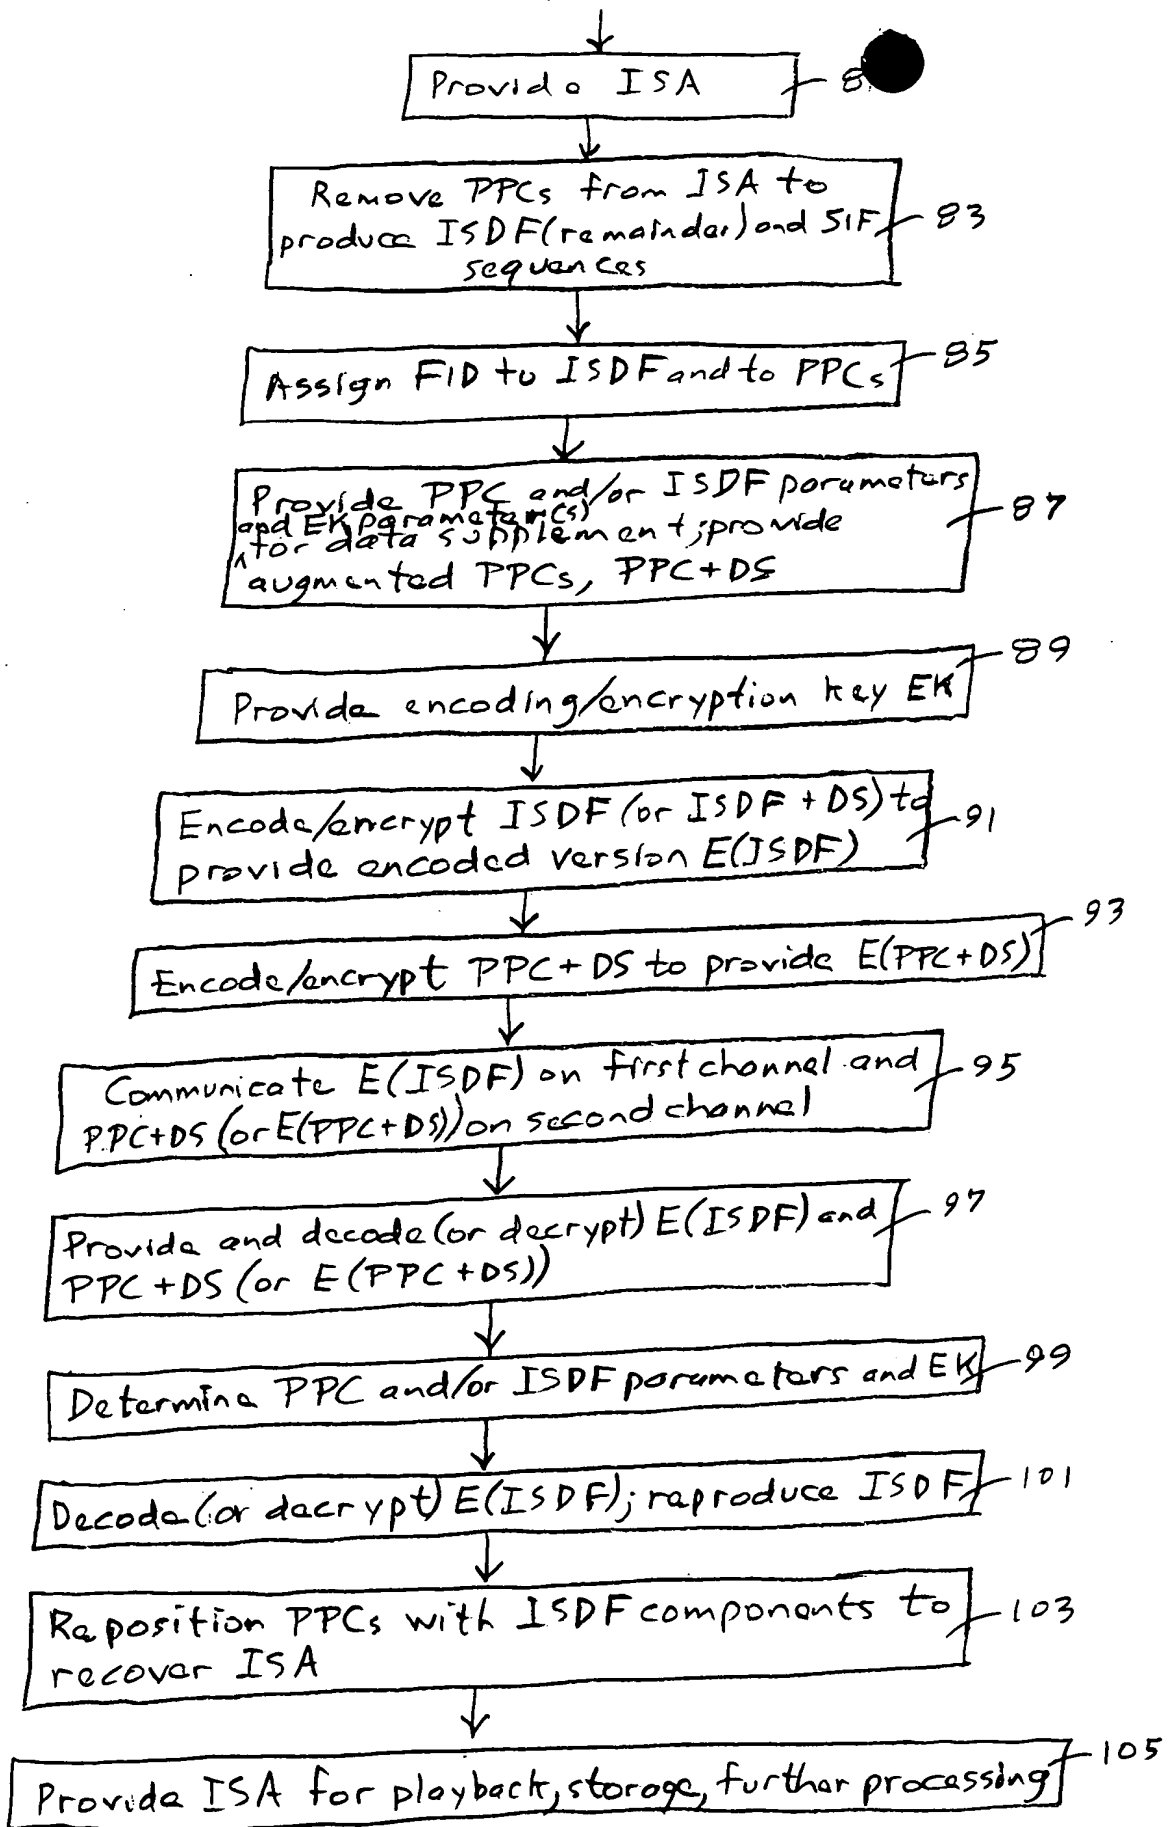 Provide ISA
8
Remove PPCs from ISA to
produce ISDF(remainder) and SIF
sequences
83
Assign FID to ISDF and to PPCs
85
Provide PPC and/or ISDF parameters
and EK parameter(s)
for data supplement; provide
augmented PPCs, PPC+DS
87
Provide encoding/encryption key EK
89
Encode/encrypt ISDF (or ISDF + DS) to
provide encoded version E(ISDF)
91
Encode/encrypt PPC+DS to provide E(PPC+DS)
93
Communicate E(ISDF) on first channel and
PPC+DS (or E(PPC+DS)) on second channel
95
Provide and decode (or decrypt) E(ISDF) and
PPC+DS (or E(PPC+DS))
97
Determine PPC and/or ISDF parameters and EK
99
Decode (or decrypt) E(ISDF); reproduce ISDF
101
Reposition PPCs with ISDF components to
recover ISA
103
Provide ISA for playback, storage, further processing
105